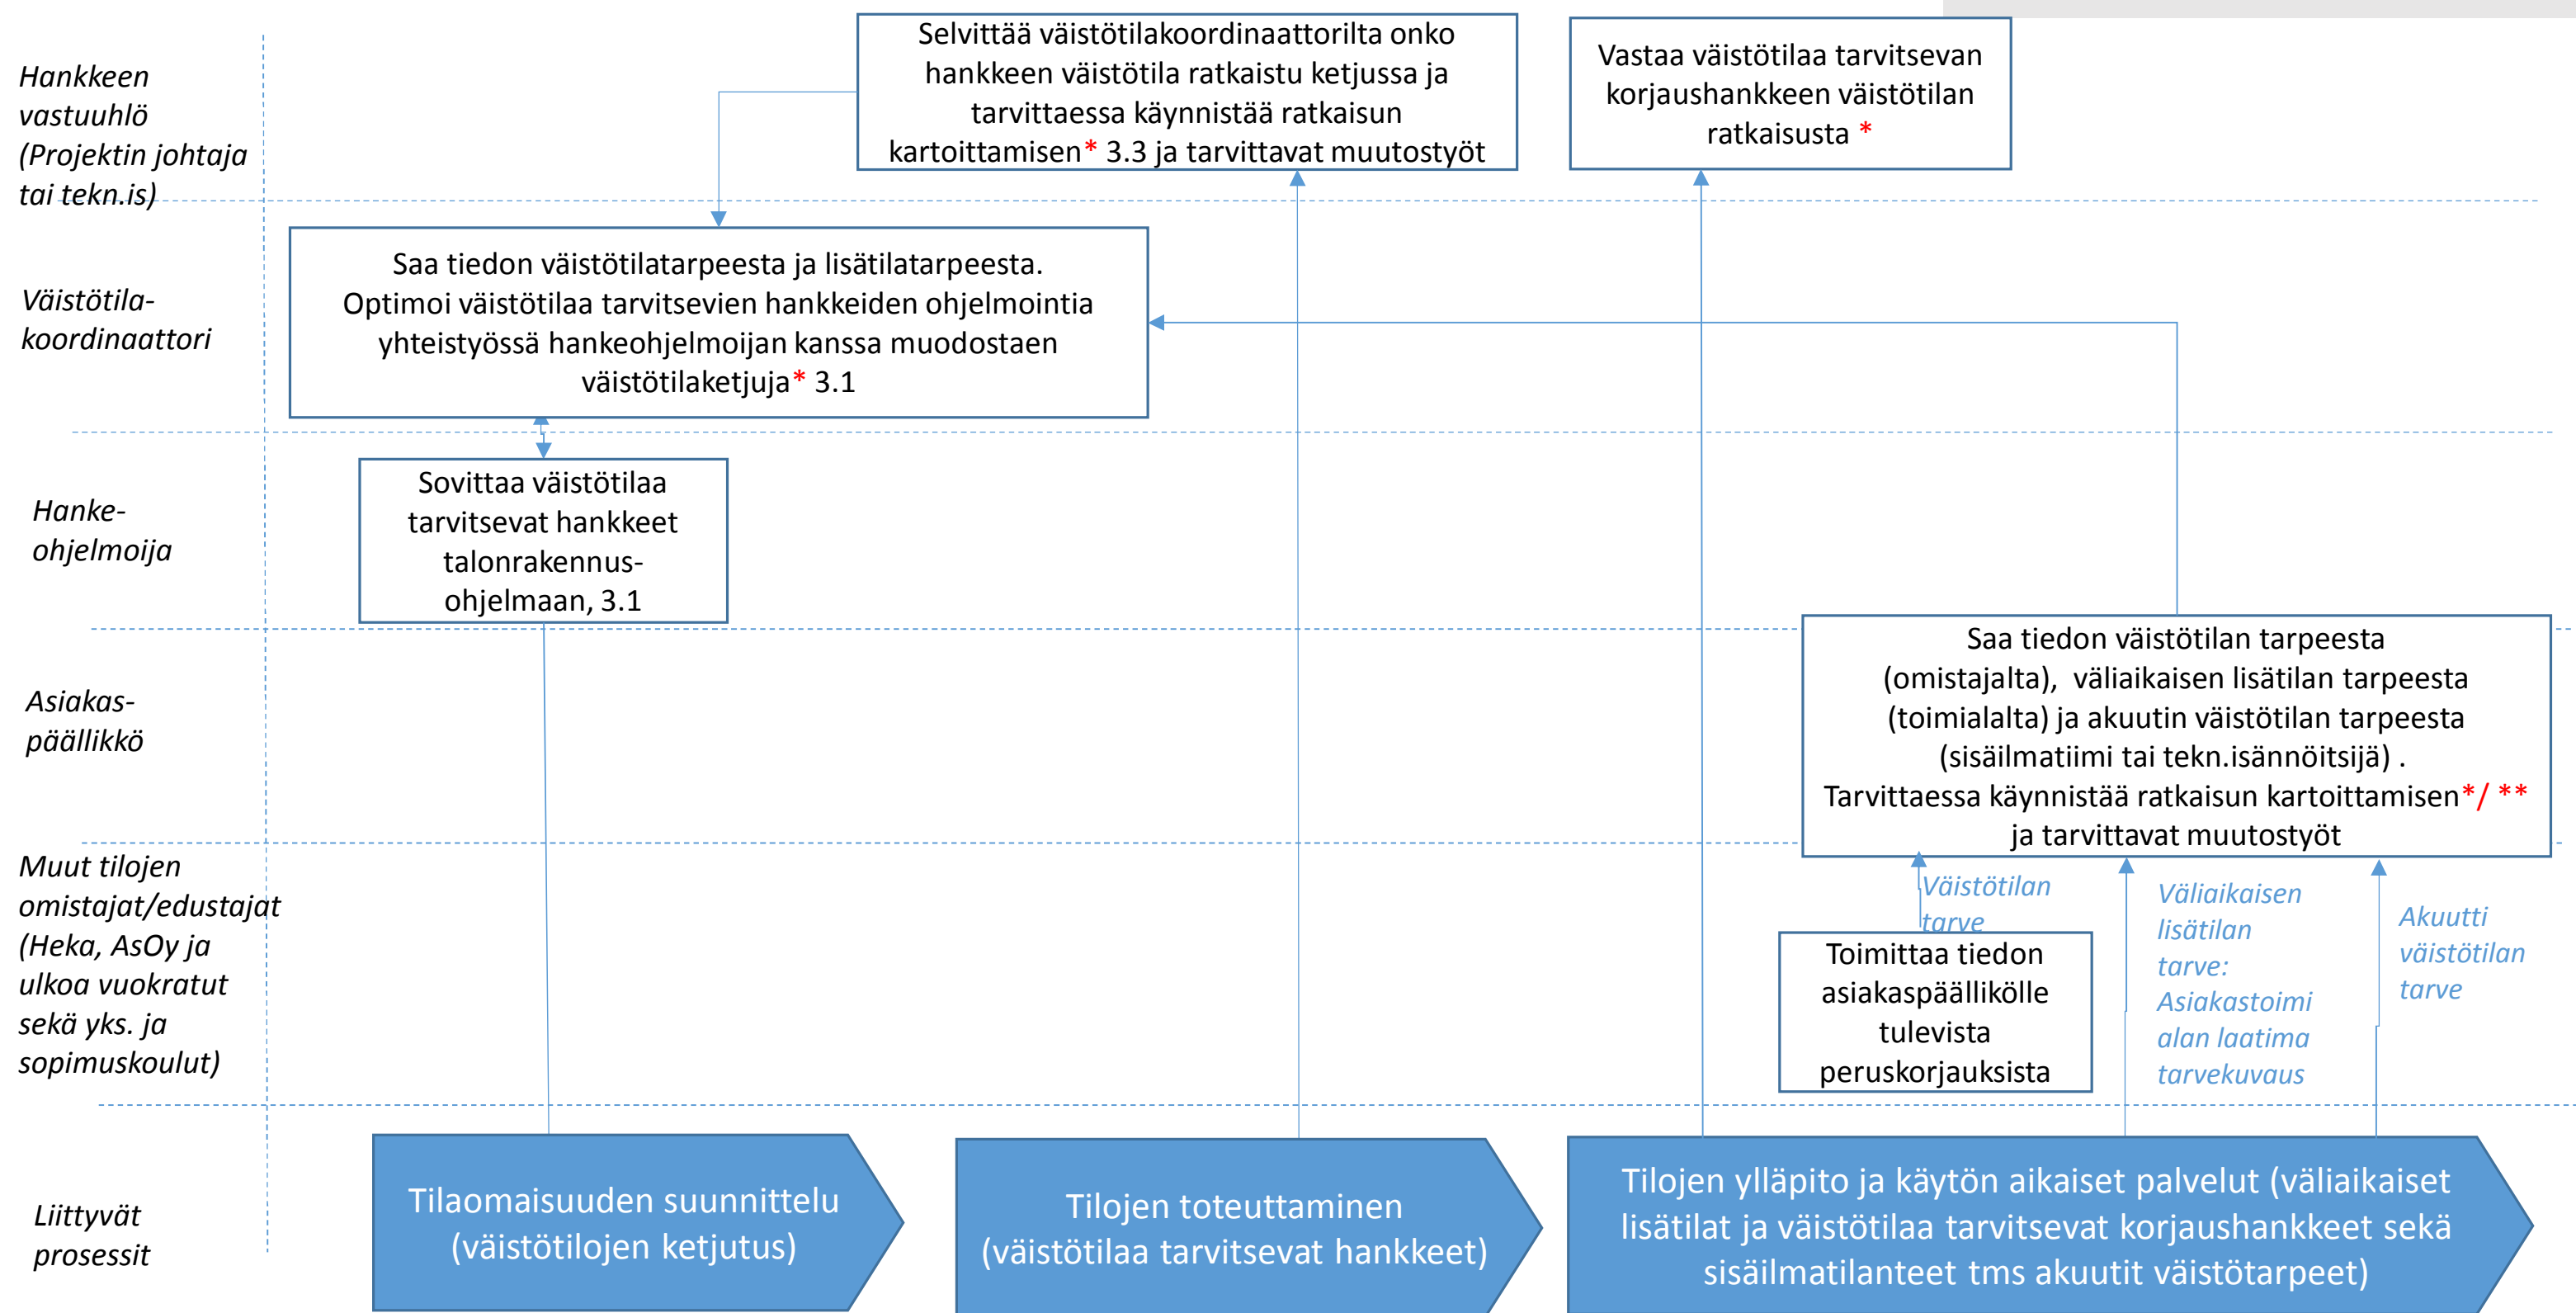 Hankkeen
vastuuhlö
(Projektin johtaja
tai tekn.is)
Selvittää väistötilakoordinaattorilta onko
hankkeen väistötila ratkaistu ketjussa ja
tarvittaessa käynnistää ratkaisun
kartoittamisen* 3.3 ja tarvittavat muutostyöt
Vastaa väistötilaa tarvitsevan
korjaushankkeen väistötilan
ratkaisusta *
Väistötila-
koordinaattori
Saa tiedon väistötilatarpeesta ja lisätilatarpeesta.
Optimoi väistötilaa tarvitsevien hankkeiden ohjelmointia
yhteistyössä hankeohjelmoijan kanssa muodostaen
väistötilaketjuja* 3.1
Hanke-
ohjelmoija
Sovittaa väistötilaa
tarvitsevat hankkeet
talonrakennus-
ohjelmaan, 3.1
Asiakas-
päällikkö
Saa tiedon väistötilan tarpeesta
(omistajalta), väliaikaisen lisätilan tarpeesta
(toimialalta) ja akuutin väistötilan tarpeesta
(sisäilmatiimi tai tekn.isännöitsijä) .
Tarvittaessa käynnistää ratkaisun kartoittamisen*/ **
ja tarvittavat muutostyöt
Muut tilojen
omistajat/edustajat
(Heka, AsOy ja
ulkoa vuokratut
sekä yks. ja
sopimuskoulut)
Väistötilan
tarve
Toimittaa tiedon
asiakaspäällikölle
tulevista
peruskorjauksista
Väliaikaisen
lisätilan
tarve:
Asiakastoimi
alan laatima
tarvekuvaus
Akuutti
väistötilan
tarve
Liittyvät
prosessit
Tilaomaisuuden suunnittelu
(väistötilojen ketjutus)
Tilojen toteuttaminen
(väistötilaa tarvitsevat hankkeet)
Tilojen ylläpito ja käytön aikaiset palvelut (väliaikaiset
lisätilat ja väistötilaa tarvitsevat korjaushankkeet sekä
sisäilmatilanteet tms akuutit väistötarpeet)